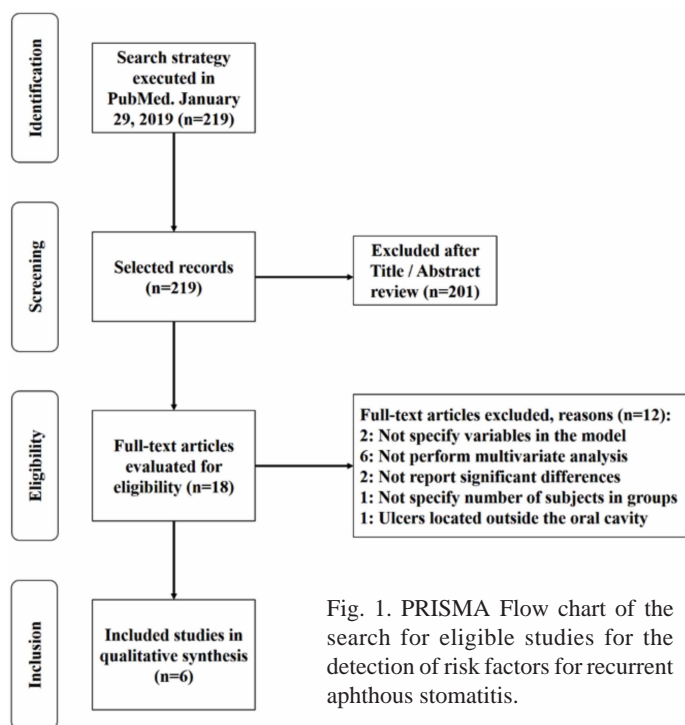 Identification
Search strategy
executed in
PubMed. January
29, 2019 (n=219)
Screening
Selected records
(n=219)
Excluded after
Title / Abstract
review (n=201)
Eligibility
Full-text articles
evaluated for
eligibility (n=18)
Full-text articles excluded, reasons (n=12):
2: Not specify variables in the model
6: Not perform multivariate analysis
2: Not report significant differences
1: Not specify number of subjects in groups
1: Ulcers located outside the oral cavity
Inclusion
Included studies in
qualitative synthesis
(n=6)
Fig. 1. PRISMA Flow chart of the
search for eligible studies for the
detection of risk factors for recurrent
aphthous stomatitis.